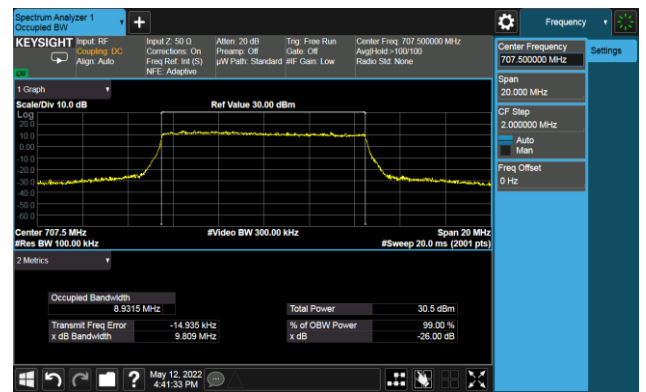 Spectrum Analyzer 1
Occupied BW
Frequency
KEYSIGHT
Input: RF
Coupling: DC
Align: Auto
Input Z: 50 Ω
Corrections: On
Freq Ref: Int (S)
NFE: Adaptive
Atten: 20 dB
Preamp: Off
µW Path: Standard
Trig: Free Run
Gate: Off
#IF Gain: Low
Center Freq: 707.500000 MHz
Avg|Hold:>100/100
Radio Std: None
LXI
Center Frequency
707.500000 MHz
Settings
Span
20.000 MHz
CF Step
2.000000 MHz
Auto
Man
Freq Offset
0 Hz
1 Graph
Scale/Div 10.0 dB
Ref Value 30.00 dBm
Log
20.0
10.0
0.00
-10.0
-20.0
-30.0
-40.0
-50.0
-60.0
Center 707.5 MHz
#Video BW 300.00 kHz
Span 20 MHz
#Res BW 100.00 kHz
#Sweep 20.0 ms (2001 pts)
2 Metrics
Occupied Bandwidth
8.9315 MHz
Total Power
30.5 dBm
Transmit Freq Error
-14.935 kHz
% of OBW Power
99.00 %
x dB Bandwidth
9.809 MHz
x dB
-26.00 dB
?
May 12, 2022
4:41:33 PM